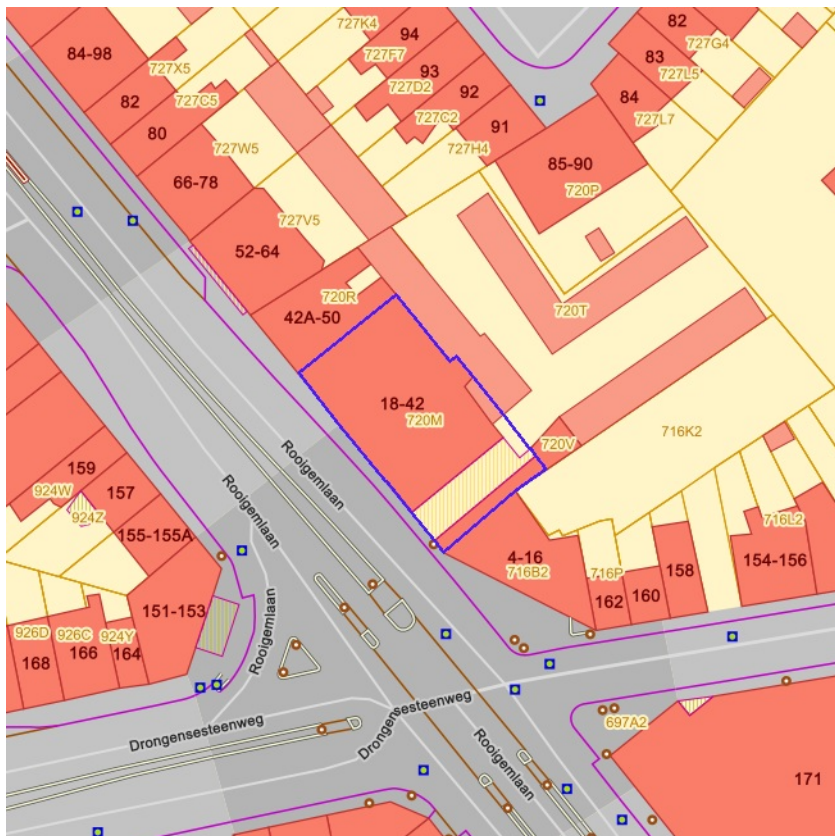 727K4
94
727F7
82
727G4
84-98
727X5
93
727D2
83
727L5
82
727C5
92
84
727L7
80
727C2
91
727W5
727H4
85-90
720P
66-78
727V5
52-64
720R
42A-50
720T
18-42
720M
720V
716K2
Rooigemlaan
Rooigemlaan
159
924W
157
924Z
155-155A
716L2
4-16
716B2
716P
158
154-156
162
160
151-153
Rooigemlaan
926D
926C
924Y
168
166
164
Drongensesteenweg
Drongensesteenweg
Rooigemlaan
697A2
171